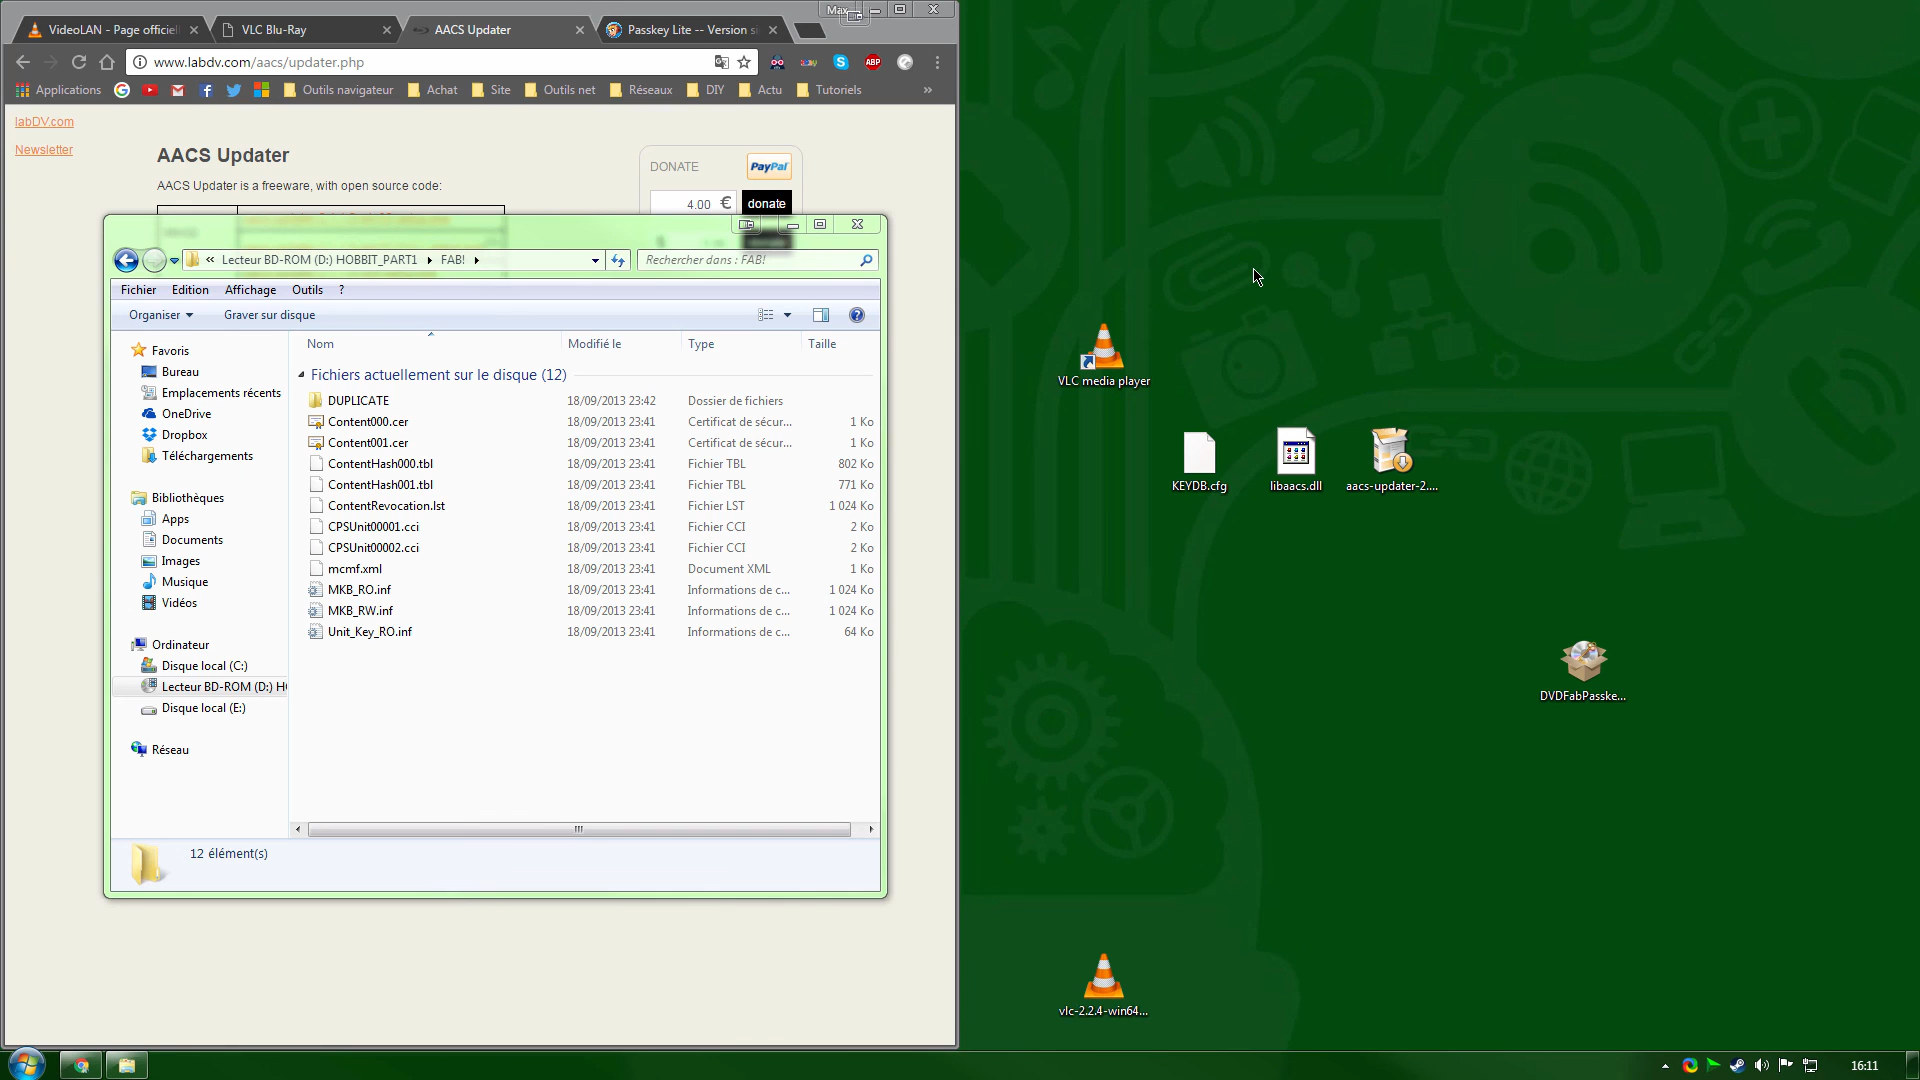 Max
VideoLAN - Page officiel
VLC Blu-Ray
AACS Updater
Passkey Lite -- Version s
www.labdv.com/aacs/updater.php
ABP
Applications
Outils navigateur
Achat
Site
Outils net
Réseaux
DIY
Actu
Tutoriels
»
labDV.com
Newsletter
AACS Updater
AACS Updater is a freeware, with open source code:
DONATE
PayPal
4.00 €
donate
« Lecteur BD-ROM (D:) HOBBIT_PART1
FAB!
Rechercher dans : FAB!
Fichier
Edition
Affichage
Outils
?
Organiser
Graver sur disque
Nom
Modifié le
Type
Taille
Favoris
Bureau
Emplacements récents
OneDrive
Dropbox
Téléchargements
Bibliothèques
Apps
Documents
Images
Musique
Vidéos
Ordinateur
Disque local (C:)
Lecteur BD-ROM (D:) H
Disque local (E:)
Réseau
Fichiers actuellement sur le disque (12)
DUPLICATE 18/09/2013 23:42 Dossier de fichiers
Content000.cer 18/09/2013 23:41 Certificat de sécur... 1 Ko
Content001.cer 18/09/2013 23:41 Certificat de sécur... 1 Ko
ContentHash000.tbl 18/09/2013 23:41 Fichier TBL 802 Ko
ContentHash001.tbl 18/09/2013 23:41 Fichier TBL 771 Ko
ContentRevocation.lst 18/09/2013 23:41 Fichier LST 1 024 Ko
CPSUnit00001.cci 18/09/2013 23:41 Fichier CCI 2 Ko
CPSUnit00002.cci 18/09/2013 23:41 Fichier CCI 2 Ko
mcmf.xml 18/09/2013 23:41 Document XML 1 Ko
MKB_RO.inf 18/09/2013 23:41 Informations de c... 1 024 Ko
MKB_RW.inf 18/09/2013 23:41 Informations de c... 1 024 Ko
Unit_Key_RO.inf 18/09/2013 23:41 Informations de c... 64 Ko
12 élément(s)
VLC media player
KEYDB.cfg
libaacs.dll
aacs-updater-2....
DVDFabPasske...
vlc-2.2.4-win64...
16:11